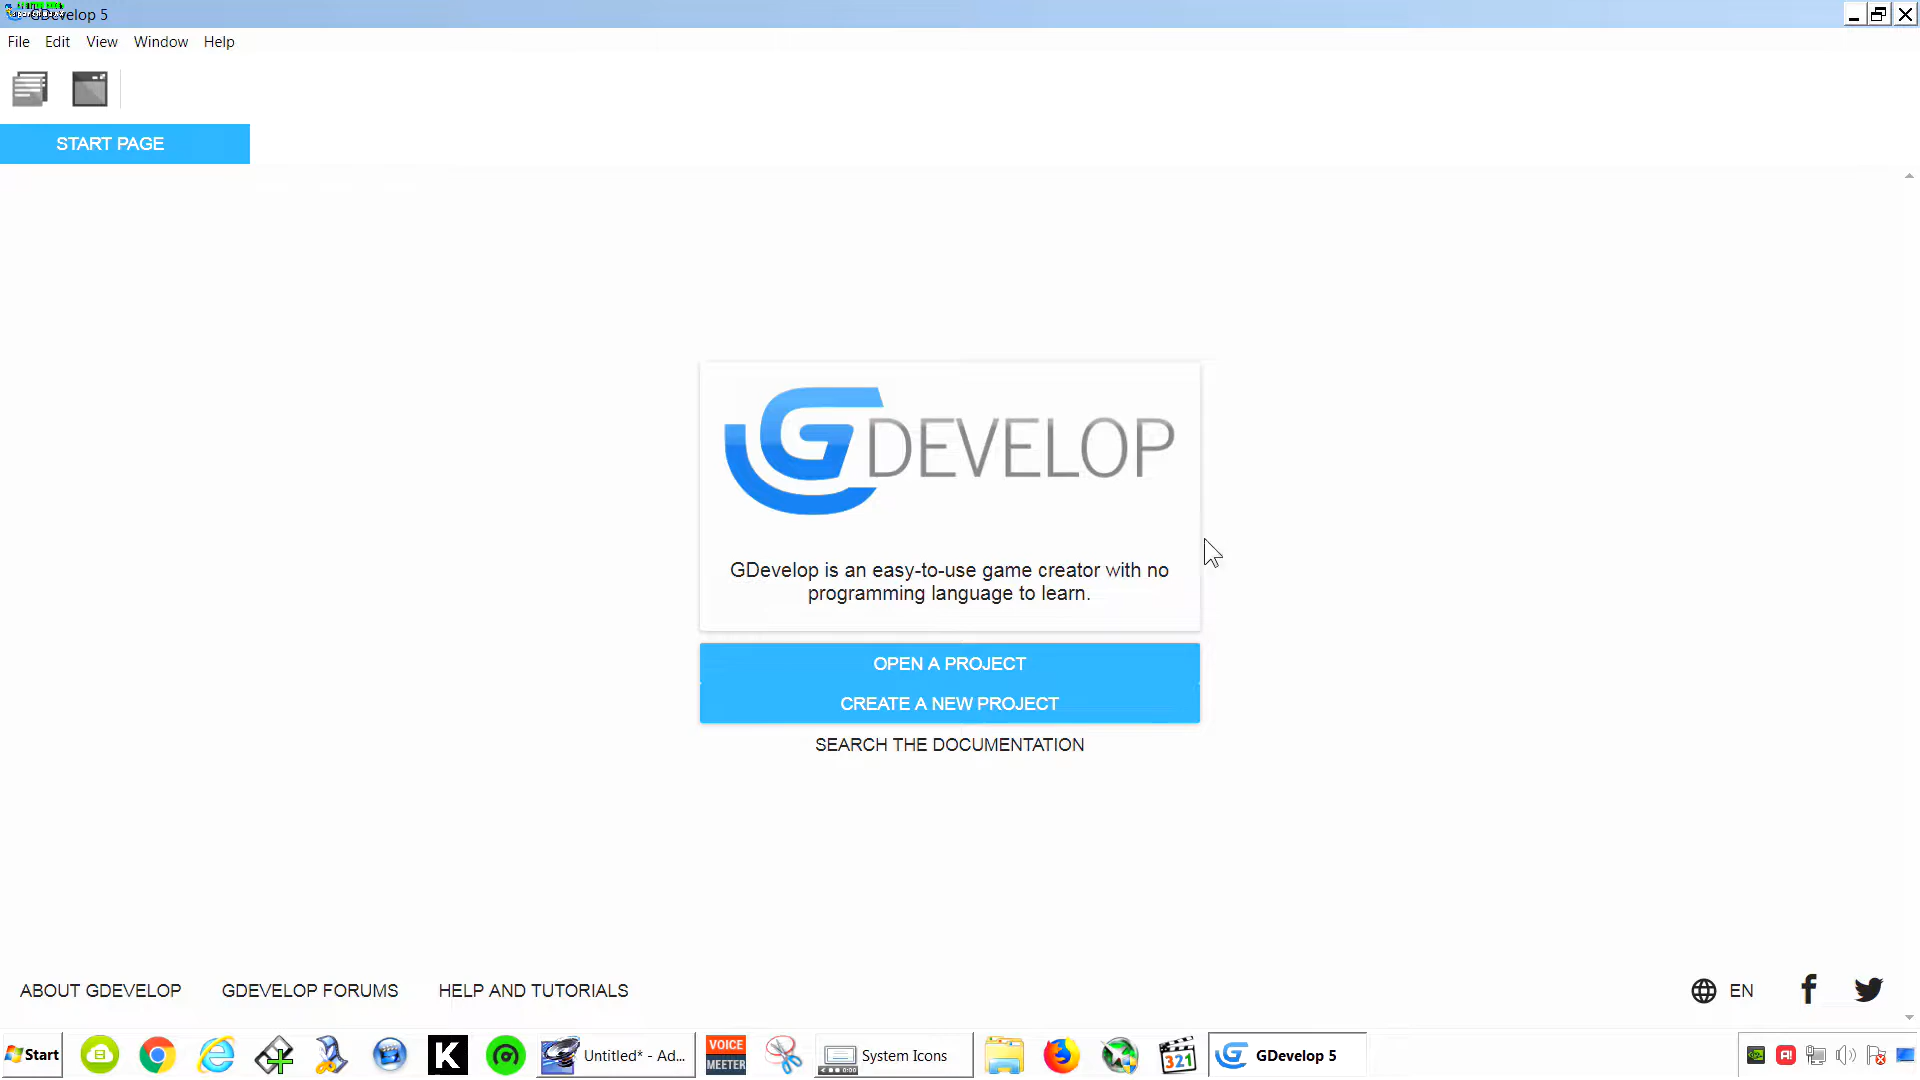 GDevelop 5
File Edit View Window Help
START PAGE
GDEVELOP
GDevelop is an easy-to-use game creator with no
programming language to learn.
OPEN A PROJECT
CREATE A NEW PROJECT
SEARCH THE DOCUMENTATION
ABOUT GDEVELOP GDEVELOP FORUMS HELP AND TUTORIALS EN
Start K Untitled* - Ad... VOICE MEETER System Icons 321 GDevelop 5